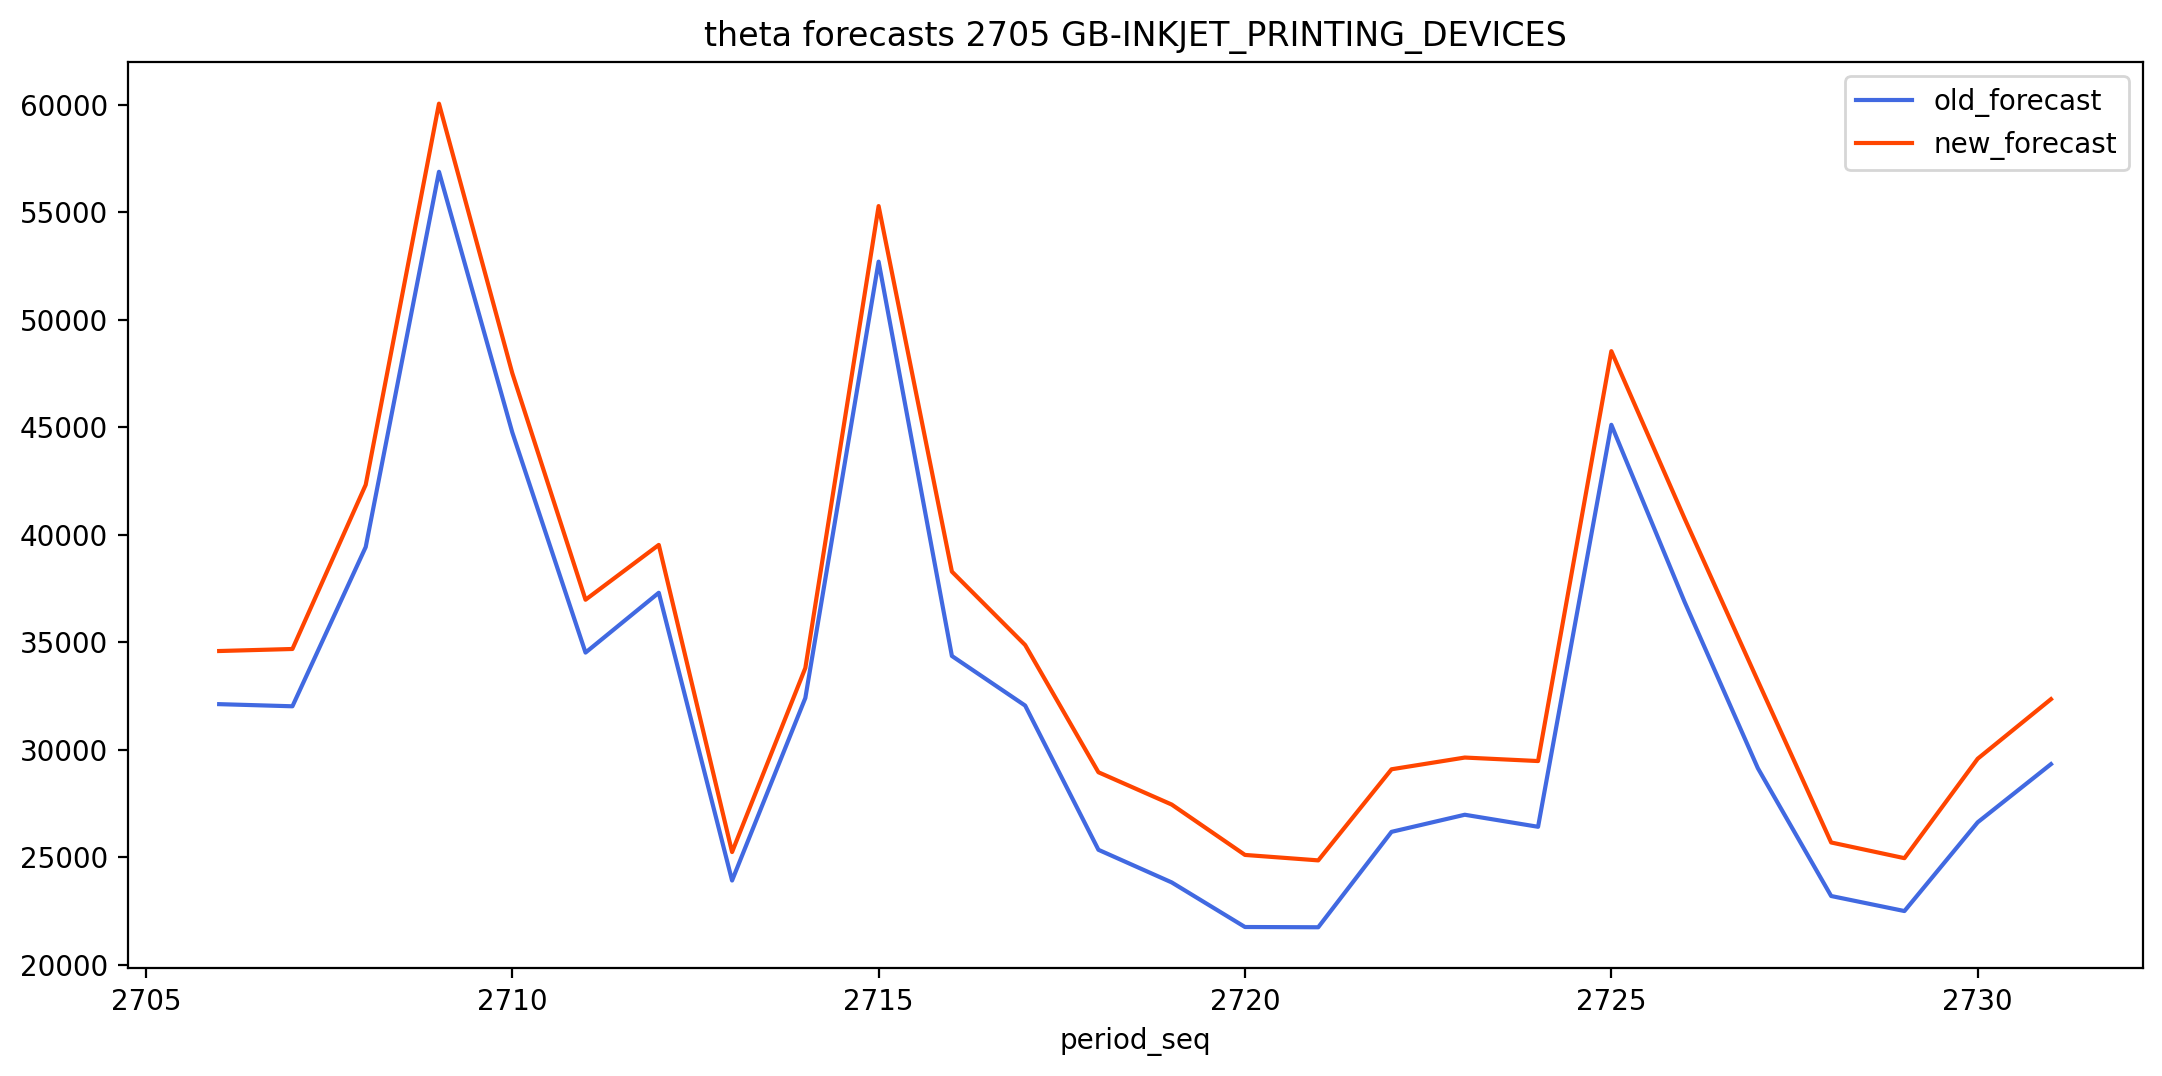 theta forecasts 2705 GB-INKJET_PRINTING_DEVICES
old_forecast
new_forecast
60000
55000
50000
45000
40000
35000
30000
25000
20000
2705 2710 2715 2720 2725 2730
period_seq